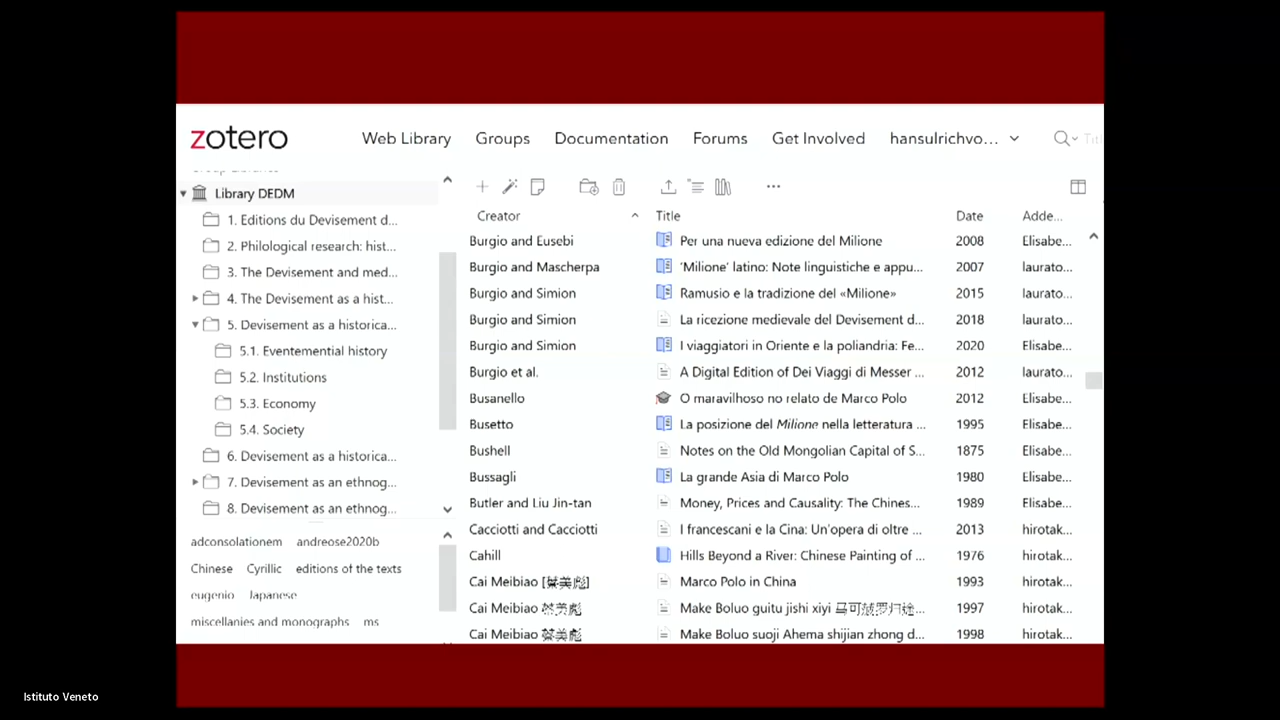 zotero Web Library Groups Documentation Forums Get Involved hansulrichvo...
Library DEDM
1. Editions du Devisement d...
2. Philological research: hist...
3. The Devisement and med...
4. The Devisement as a hist...
5. Devisement as a historica...
5.1. Eventemential history
5.2. Institutions
5.3. Economy
5.4. Society
6. Devisement as a historica...
7. Devisement as an ethnog...
8. Devisement as an ethnog...
adconsolationem andreose2020b
Chinese Cyrillic editions of the texts
eugenio Japanese
miscellanies and monographs ms
Creator Title Date Adde...
Burgio and Eusebi Per una nueva edizione del Milione 2008 Elisabe...
Burgio and Mascherpa ‘Milione’ latino: Note linguistiche e appu... 2007 laurato...
Burgio and Simion Ramusio e la tradizione del «Milione» 2015 laurato...
Burgio and Simion La ricezione medievale del Devisement d... 2018 laurato...
Burgio and Simion I viaggiatori in Oriente e la poliandria: Fe... 2020 Elisabe...
Burgio et al. A Digital Edition of Dei Viaggi di Messer ... 2012 laurato...
Busanello O maravilhoso no relato de Marco Polo 2012 Elisabe...
Busetto La posizione del Milione nella letteratura ... 1995 Elisabe...
Bushell Notes on the Old Mongolian Capital of S... 1875 Elisabe...
Bussagli La grande Asia di Marco Polo 1980 Elisabe...
Butler and Liu Jin-tan Money, Prices and Causality: The Chines... 1989 Elisabe...
Cacciotti and Cacciotti I francescani e la Cina: Un'opera di oltre ... 2013 hirotak...
Cahill Hills Beyond a River: Chinese Painting of ... 1976 hirotak...
Cai Meibiao [蔡美彪] Marco Polo in China 1993 hirotak...
Cai Meibiao 蔡美彪 Make Boluo guitu jishi xiyi 马可波罗归途... 1997 hirotak...
Cai Meibiao 蔡美彪 Make Boluo suoji Ahema shijian zhong d... 1998 hirotak...
Istituto Veneto